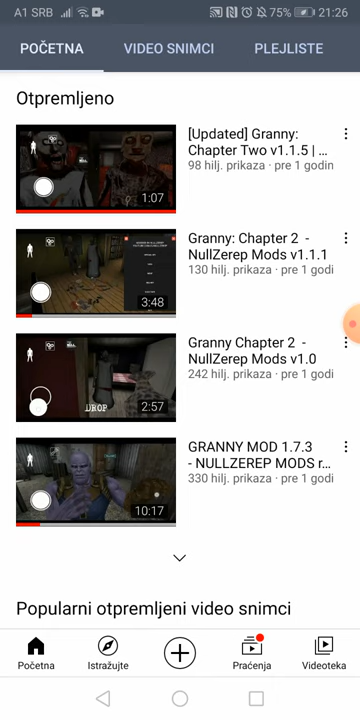 A1 SRB 75% 21:26
POČETNA VIDEO SNIMCI PLEJLISTE
Otpremljeno
[Updated] Granny:
Chapter Two v1.1.5 | ...
98 hilj. prikaza · pre 1 godin
1:07
Granny: Chapter 2 -
NullZerep Mods v1.1.1
130 hilj. prikaza · pre 1 godi
3:48
Granny Chapter 2 -
NullZerep Mods v1.0
242 hilj. prikaza · pre 1 godi
DROP 2:57
GRANNY MOD 1.7.3
- NULLZEREP MODS r...
330 hilj. prikaza · pre 1 godi
10:17
Popularni otpremljeni video snimci
Početna Istražujte Praćenja Videoteka